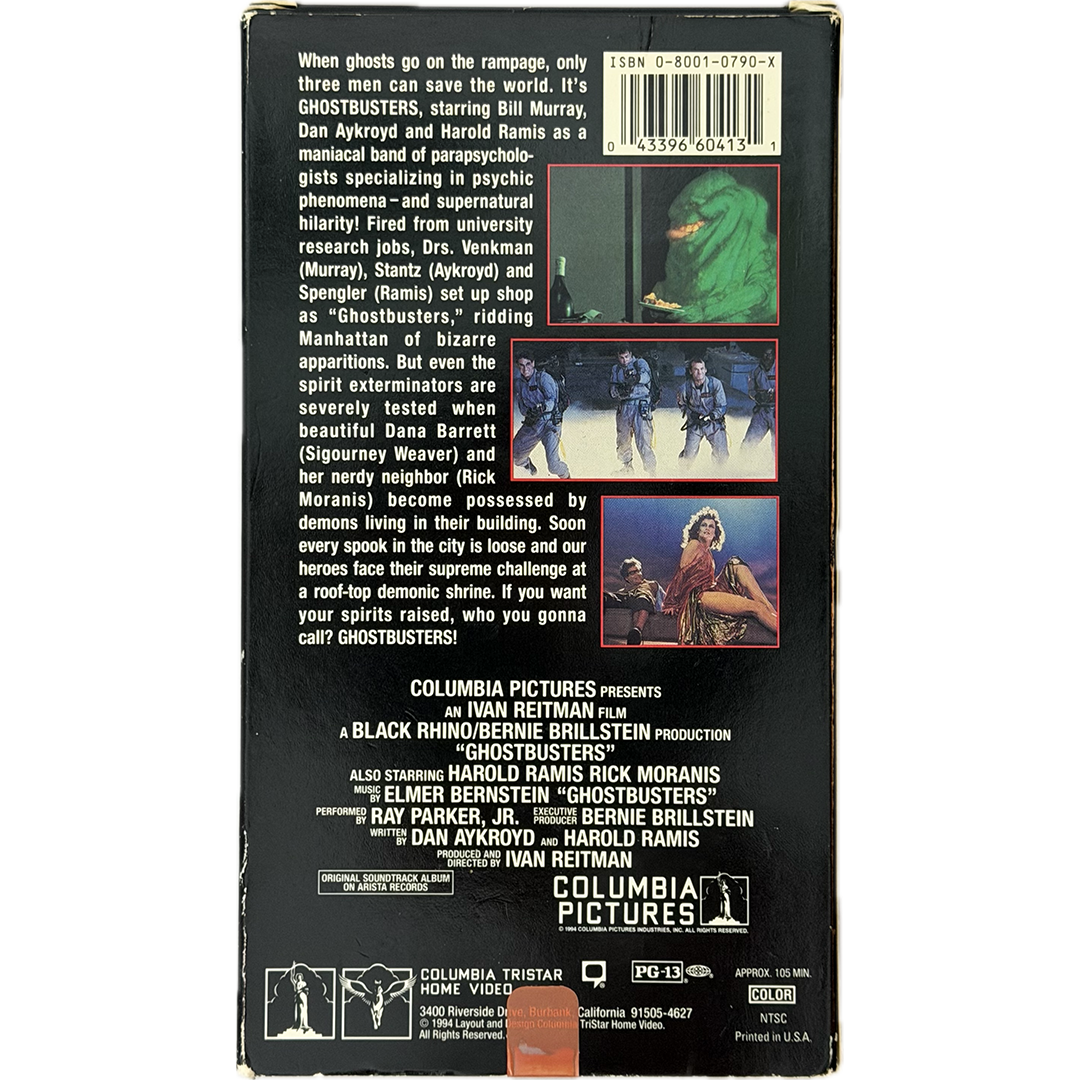 When ghosts go on the rampage, only
three men can save the world. It's
GHOSTBUSTERS, starring Bill Murray,
Dan Aykroyd and Harold Ramis as a
maniacal band of parapsycholo-
gists specializing in psychic
phenomena – and supernatural
hilarity! Fired from university
research jobs, Drs. Venkman
(Murray), Stantz (Aykroyd) and
Spengler (Ramis) set up shop
as “Ghostbusters,” ridding
Manhattan of bizarre
apparitions. But even the
spirit exterminators are
severely tested when
beautiful Dana Barrett
(Sigourney Weaver) and
her nerdy neighbor (Rick
Moranis) become possessed by
demons living in their building. Soon
every spook in the city is loose and our
heroes face their supreme challenge at
a roof-top demonic shrine. If you want
your spirits raised, who you gonna
call? GHOSTBUSTERS!
ISBN 0-8001-0790-X
0 43396 60413 1
COLUMBIA PICTURES PRESENTS
AN IVAN REITMAN FILM
A BLACK RHINO/BERNIE BRILLSTEIN PRODUCTION
“GHOSTBUSTERS”
ALSO STARRING HAROLD RAMIS RICK MORANIS
MUSIC BY ELMER BERNSTEIN “GHOSTBUSTERS”
PERFORMED BY RAY PARKER, JR. EXECUTIVE PRODUCER BERNIE BRILLSTEIN
WRITTEN BY DAN AYKROYD AND HAROLD RAMIS
PRODUCED AND DIRECTED BY IVAN REITMAN
ORIGINAL SOUNDTRACK ALBUM
ON ARISTA RECORDS
COLUMBIA
PICTURES
© 1994 COLUMBIA PICTURES INDUSTRIES, INC. ALL RIGHTS RESERVED.
COLUMBIA TRISTAR
HOME VIDEO
3400 Riverside Drive, Burbank, California 91505-4627
© 1994 Layout and Design Columbia TriStar Home Video.
All Rights Reserved.
PG-13
APPROX. 105 MIN.
COLOR
NTSC
Printed in U.S.A.